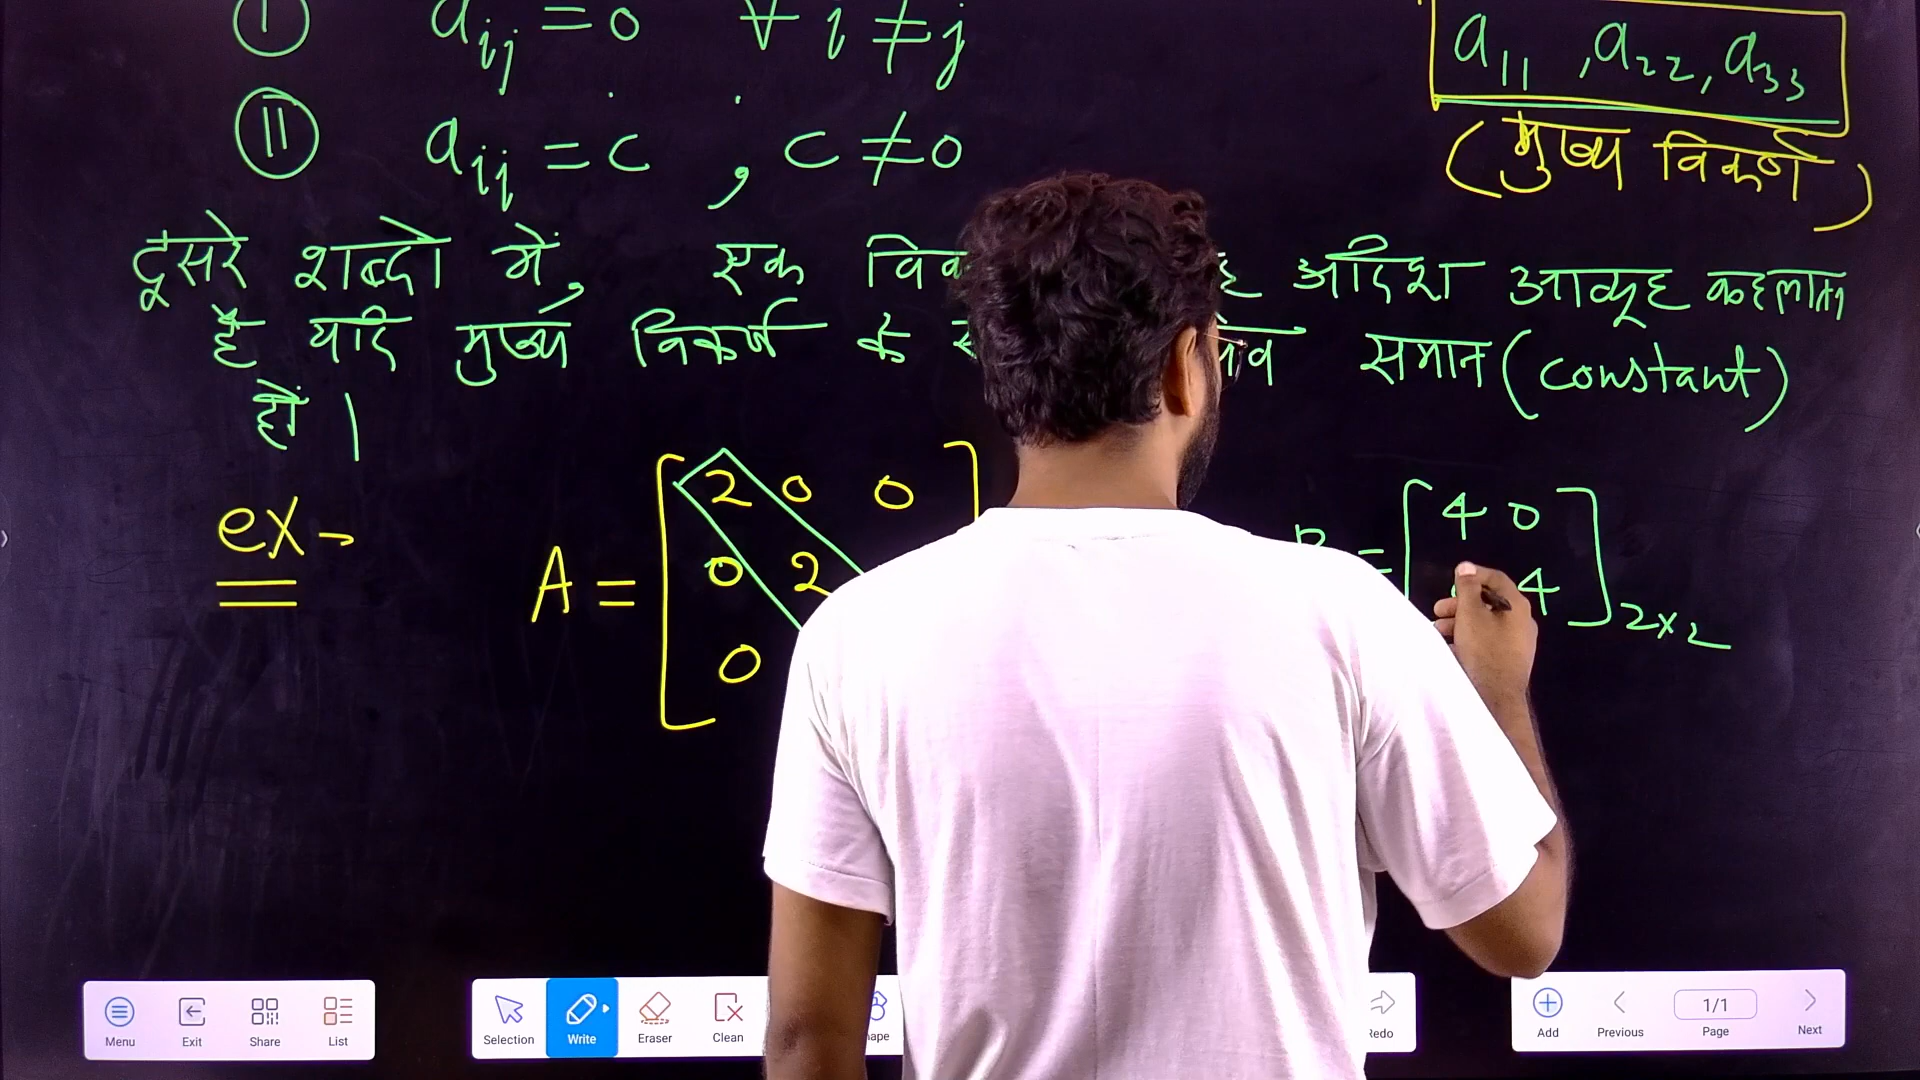 I aij = 0 ∀ i ≠ j
a11 , a22, a33
II aij = c , c ≠ 0
(मुख्य विकर्ण)
दूसरे शब्दो में, एक आदिश आव्यूह कहलाता
है यदि मुख्य विकर्ण के समान (constant)
हों।
ex →
A = [ 2 0 0
0 2
0
= [ 4 0
4 ] 2×2
Menu Exit Share List Selection Write Eraser Clean Redo Add Previous 1/1 Page Next